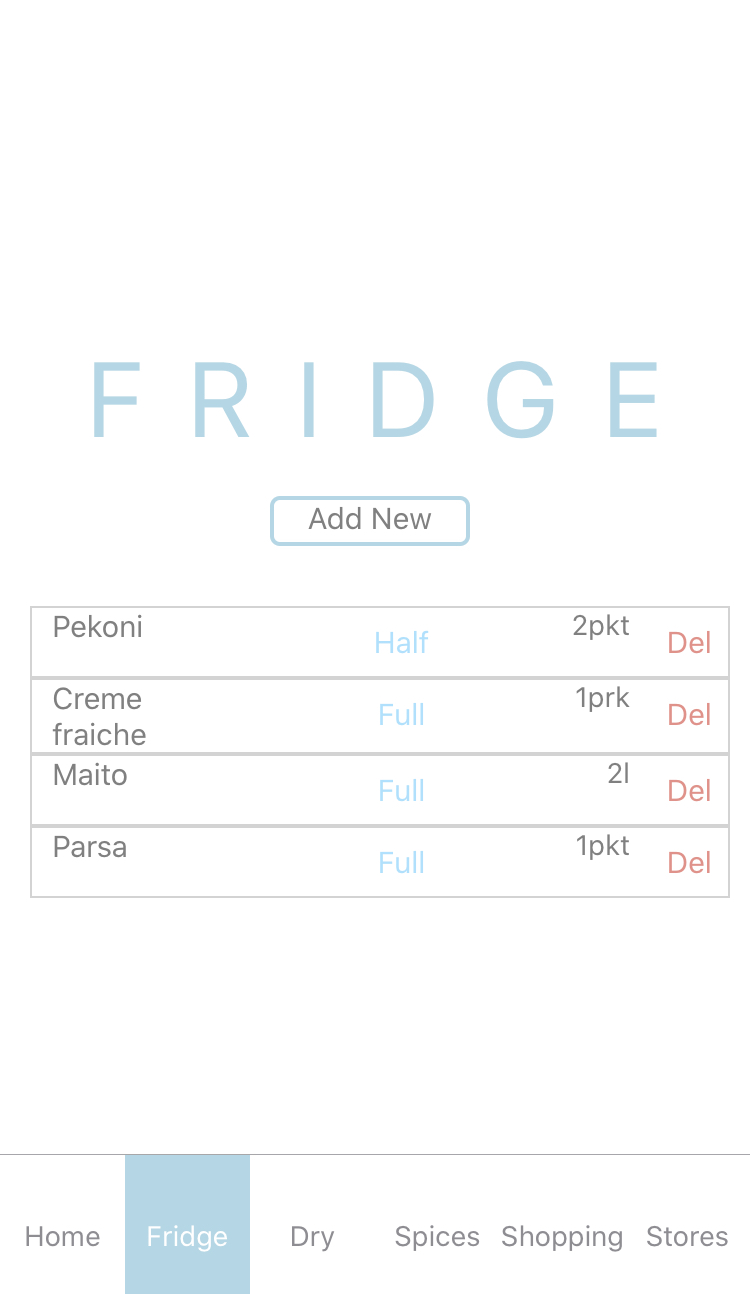 FRIDGE
Add New
Pekoni Half 2pkt Del
Creme
fraiche Full 1prk Del
Maito Full 2l Del
Parsa Full 1pkt Del
Home Fridge Dry Spices Shopping Stores